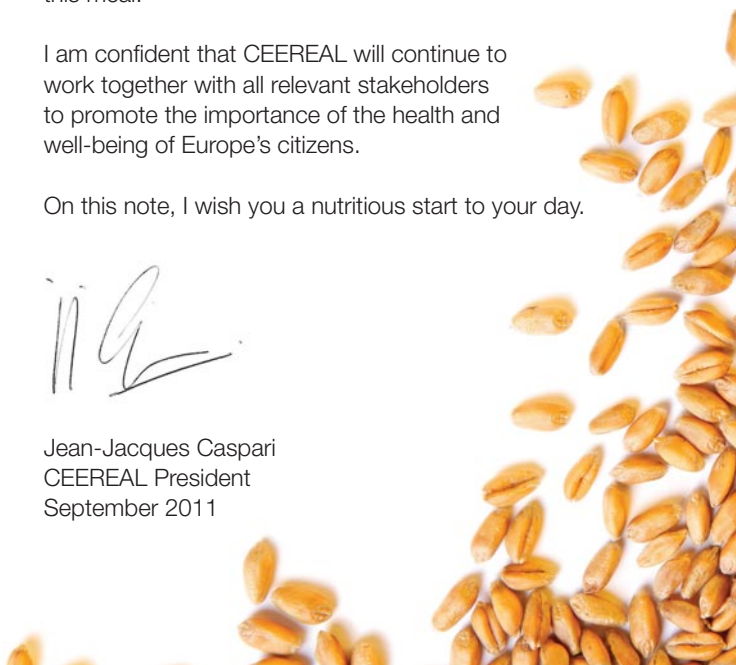 this meal.
I am confident that CEEREAL will continue to
work together with all relevant stakeholders
to promote the importance of the health and
well-being of Europe’s citizens.
On this note, I wish you a nutritious start to your day.
Jean-Jacques Caspari
CEEREAL President
September 2011